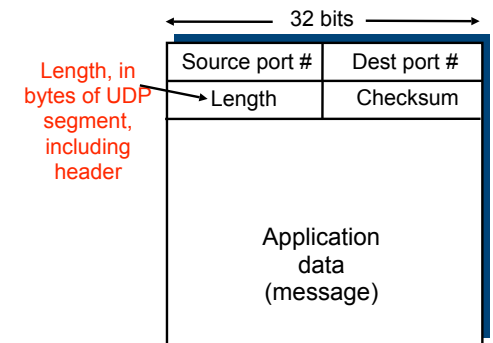 32 bits
Source port # Dest port #
Length, in
bytes of UDP
segment,
including
header
Length Checksum
Application
data
(message)